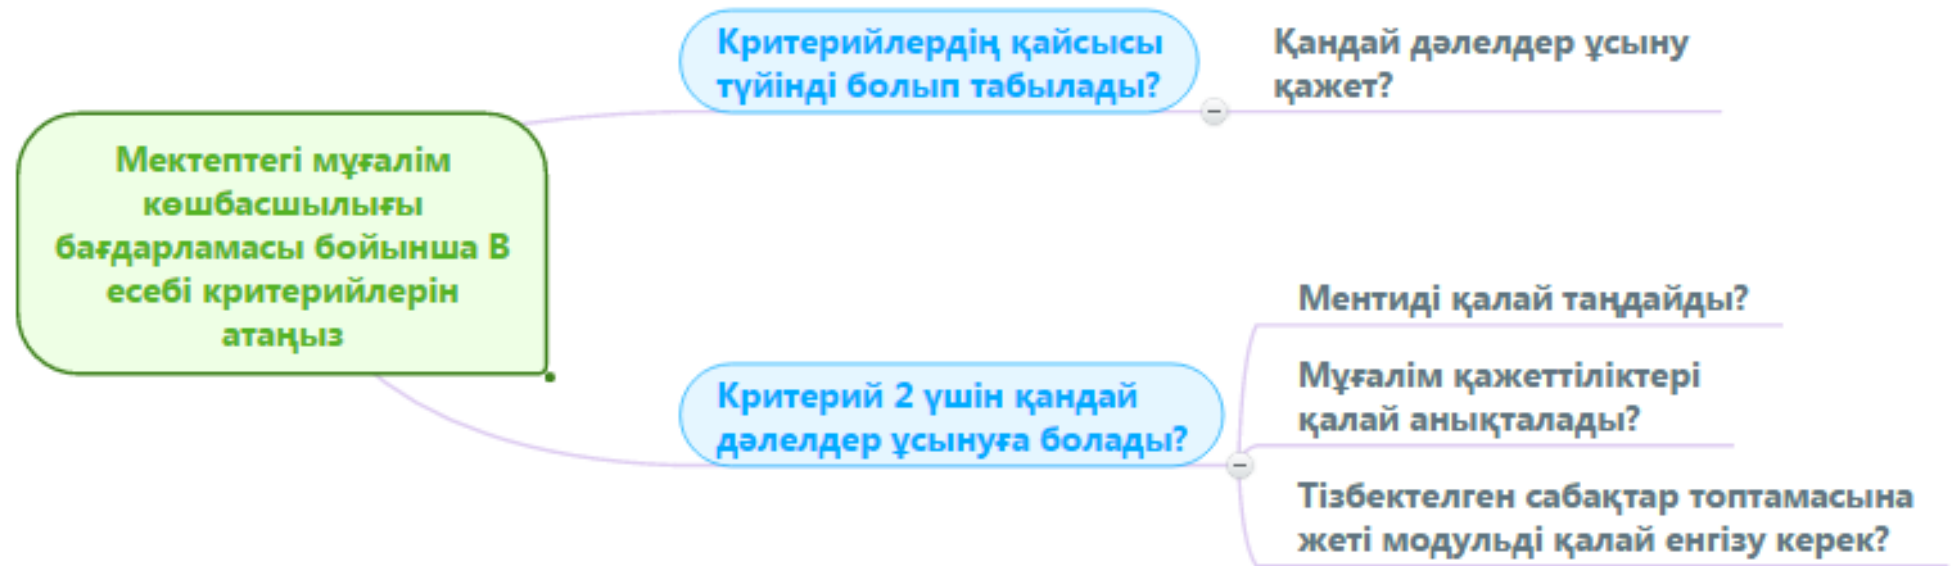 Мектептегі мұғалім
көшбасшылығы
бағдарламасы бойынша В
есебі критерийлерін
атаңыз
Критерийлердің қайсысы
түйінді болып табылады?
Қандай дәлелдер ұсыну
қажет?
Критерий 2 үшін қандай
дәлелдер ұсынуға болады?
Ментиді қалай таңдайды?
Мұғалім қажеттіліктері
қалай анықталады?
Тізбектелген сабақтар топтамасына
жеті модульді қалай енгізу керек?